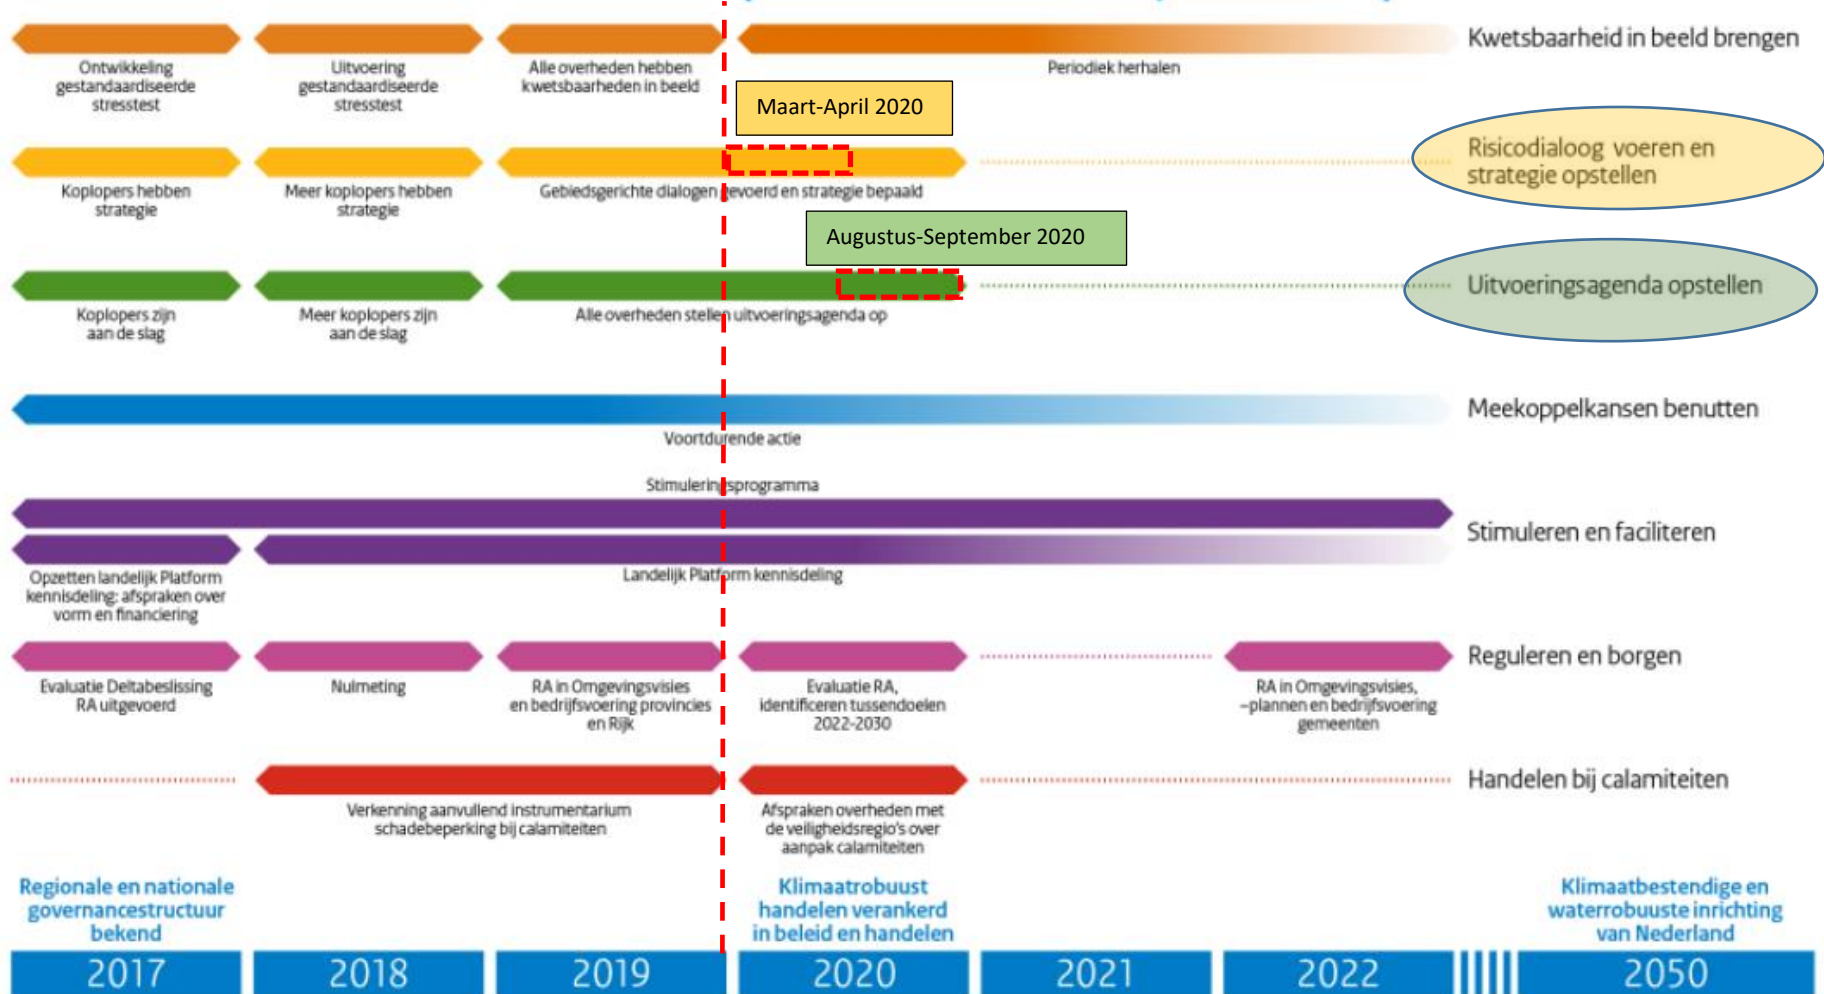 Kwetsbaarheid in beeld brengen
Ontwikkeling
gestandaardiseerde
stresstest
Uitvoering
gestandaardiseerde
stresstest
Alle overheden hebben
kwetsbaarheden in beeld
Periodiek herhalen
Maart-April 2020
Risicodialoog voeren en
strategie opstellen
Koplopers hebben
strategie
Meer koplopers hebben
strategie
Gebiedsgerichte dialogen gevoerd en strategie bepaald
Augustus-September 2020
Uitvoeringsagenda opstellen
Koplopers zijn
aan de slag
Meer koplopers zijn
aan de slag
Alle overheden stellen uitvoeringsagenda op
Meekoppelkansen benutten
Voortdurende actie
Stimuleringsprogramma
Stimuleren en faciliteren
Opzetten landelijk Platform
kennisdeling: afspraken over
vorm en financiering
Landelijk Platform kennisdeling
Reguleren en borgen
Evaluatie Deltabeslissing
RA uitgevoerd
Nulmeting
RA in Omgevingsvisies
en bedrijfsvoering provincies
en Rijk
Evaluatie RA,
identificeren tussendoelen
2022-2030
RA in Omgevingsvisies,
–plannen en bedrijfsvoering
gemeenten
Handelen bij calamiteiten
Verkenning aanvullend instrumentarium
schadebeperking bij calamiteiten
Afspraken overheden met
de veiligheidsregio's over
aanpak calamiteiten
Regionale en nationale
governancestructuur
bekend
Klimaatrobuust
handelen verankerd
in beleid en handelen
Klimaatbestendige en
waterrobuuste inrichting
van Nederland
2017
2018
2019
2020
2021
2022
2050